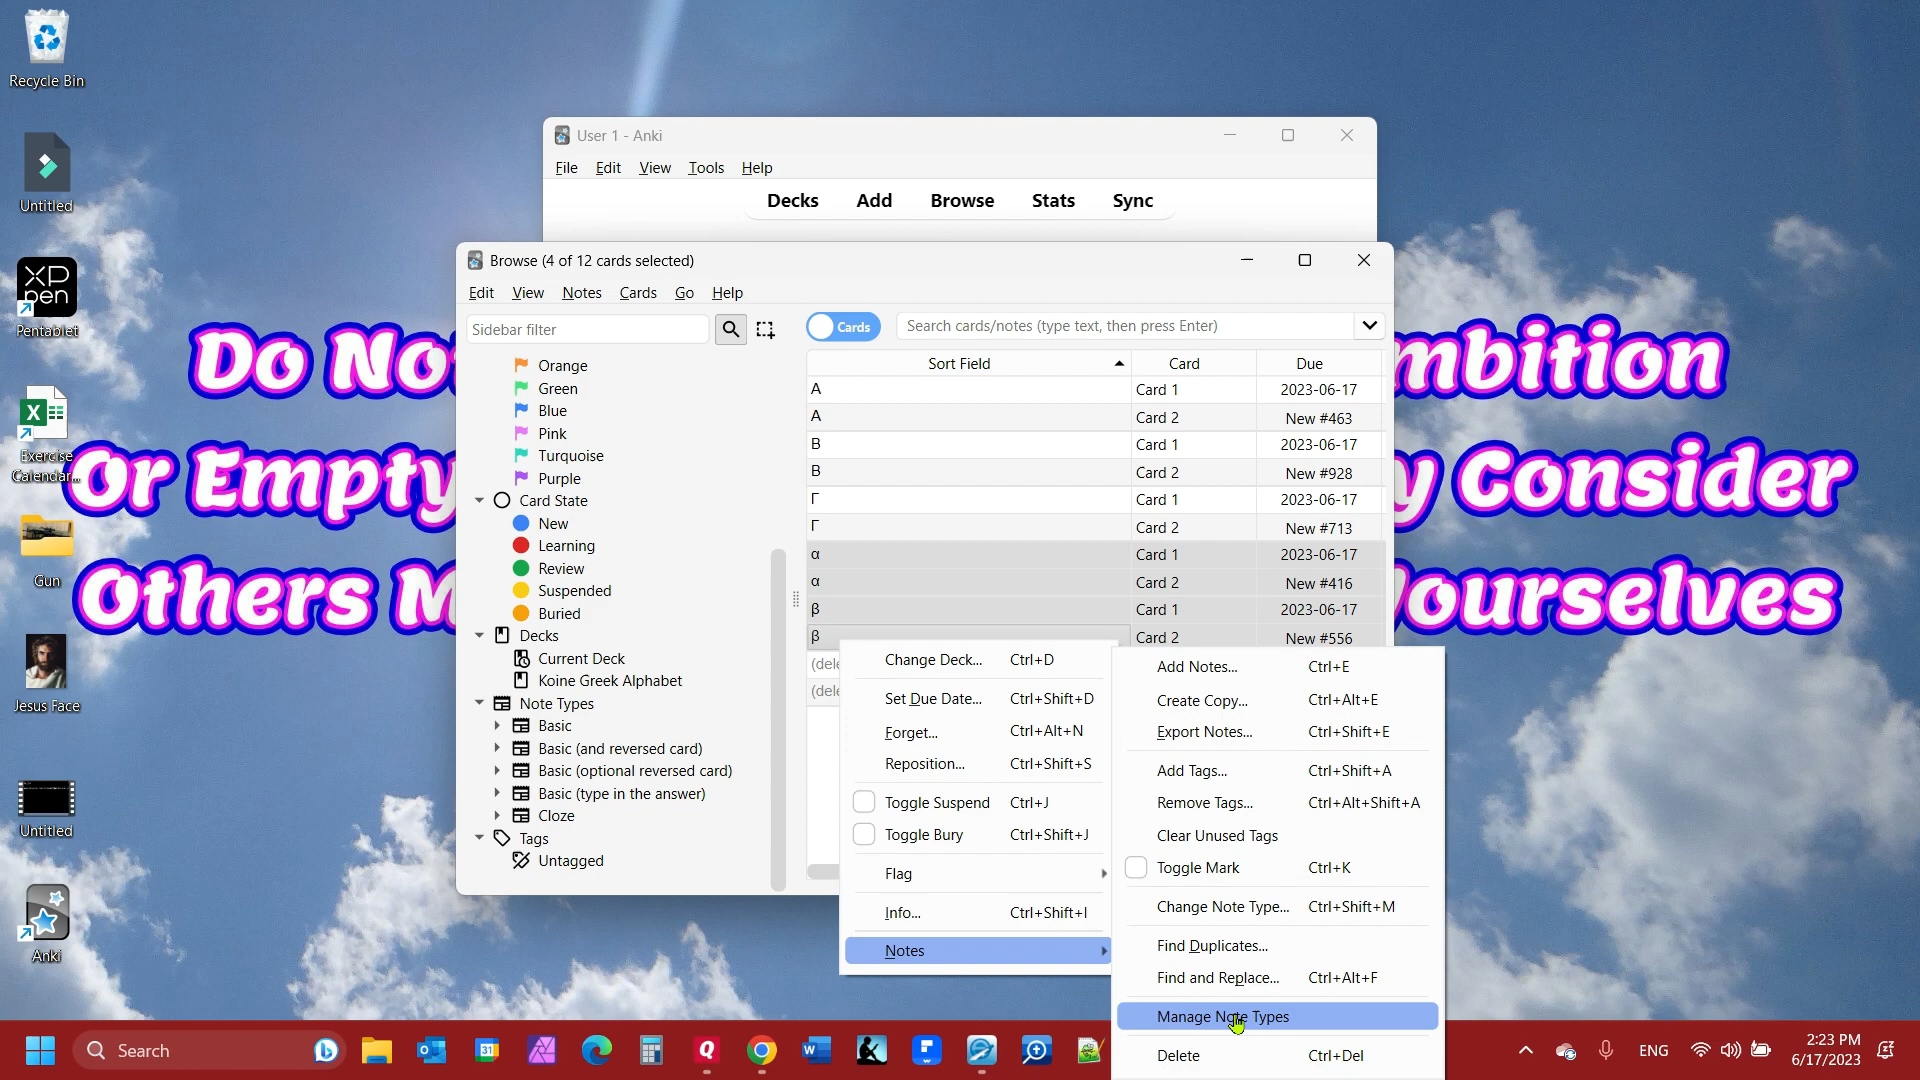 Recycle Bin
Untitled
XP
pen
Pentablet
Exercise
Calendar...
Gun
Jesus Face
Untitled
Anki
Do No
mbition
Or Empty
y Consider
Others M
ourselves
User 1 - Anki
File Edit View Tools Help
Decks Add Browse Stats Sync
Browse (4 of 12 cards selected)
Edit View Notes Cards Go Help
Sidebar filter
Cards
Search cards/notes (type text, then press Enter)
Orange
Green
Blue
Pink
Turquoise
Purple
Card State
New
Learning
Review
Suspended
Buried
Decks
Current Deck
Koine Greek Alphabet
Note Types
Basic
Basic (and reversed card)
Basic (optional reversed card)
Basic (type in the answer)
Cloze
Tags
Untagged
Sort Field Card Due
Α Card 1 2023-06-17
Α Card 2 New #463
Β Card 1 2023-06-17
Β Card 2 New #928
Γ Card 1 2023-06-17
Γ Card 2 New #713
α Card 1 2023-06-17
α Card 2 New #416
β Card 1 2023-06-17
β Card 2 New #556
(dele
(dele
Change Deck... Ctrl+D
Set Due Date... Ctrl+Shift+D
Forget... Ctrl+Alt+N
Reposition... Ctrl+Shift+S
Toggle Suspend Ctrl+J
Toggle Bury Ctrl+Shift+J
Flag
Info... Ctrl+Shift+I
Notes
Add Notes... Ctrl+E
Create Copy... Ctrl+Alt+E
Export Notes... Ctrl+Shift+E
Add Tags... Ctrl+Shift+A
Remove Tags... Ctrl+Alt+Shift+A
Clear Unused Tags
Toggle Mark Ctrl+K
Change Note Type... Ctrl+Shift+M
Find Duplicates...
Find and Replace... Ctrl+Alt+F
Manage Note Types
Delete Ctrl+Del
Search
ENG
2:23 PM
6/17/2023